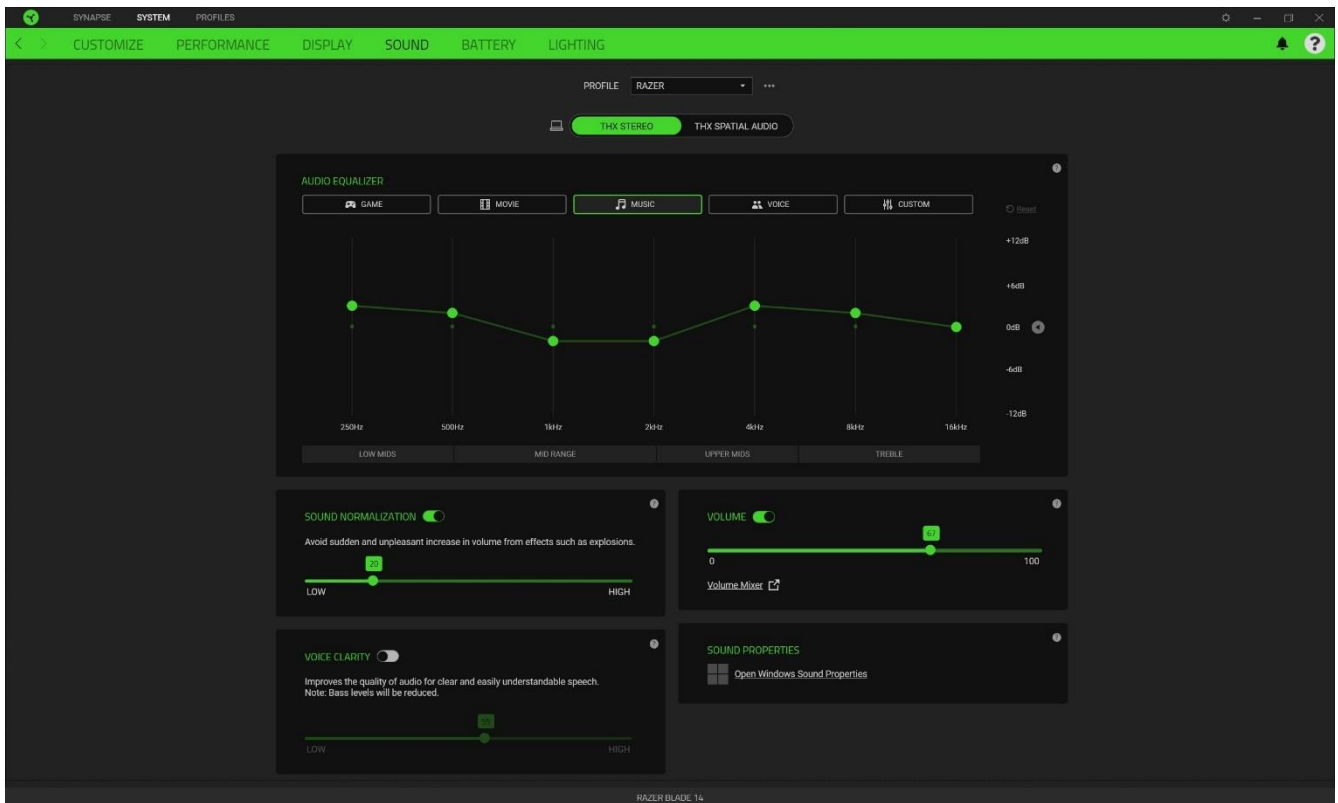 SYNAPSE SYSTEM PROFILES
CUSTOMIZE PERFORMANCE DISPLAY SOUND BATTERY LIGHTING
PROFILE RAZER
THX STEREO THX SPATIAL AUDIO
AUDIO EQUALIZER
GAME MOVIE MUSIC VOICE CUSTOM
Reset
+12dB
+6dB
0dB
-6dB
-12dB
250Hz 500Hz 1kHz 2kHz 4kHz 8kHz 16kHz
LOW MIDS MID RANGE UPPER MIDS TREBLE
SOUND NORMALIZATION
Avoid sudden and unpleasant increase in volume from effects such as explosions.
20
LOW HIGH
VOLUME
67
0 100
Volume Mixer
VOICE CLARITY
Improves the quality of audio for clear and easily understandable speech.
Note: Bass levels will be reduced.
55
LOW HIGH
SOUND PROPERTIES
Open Windows Sound Properties
RAZER BLADE 14